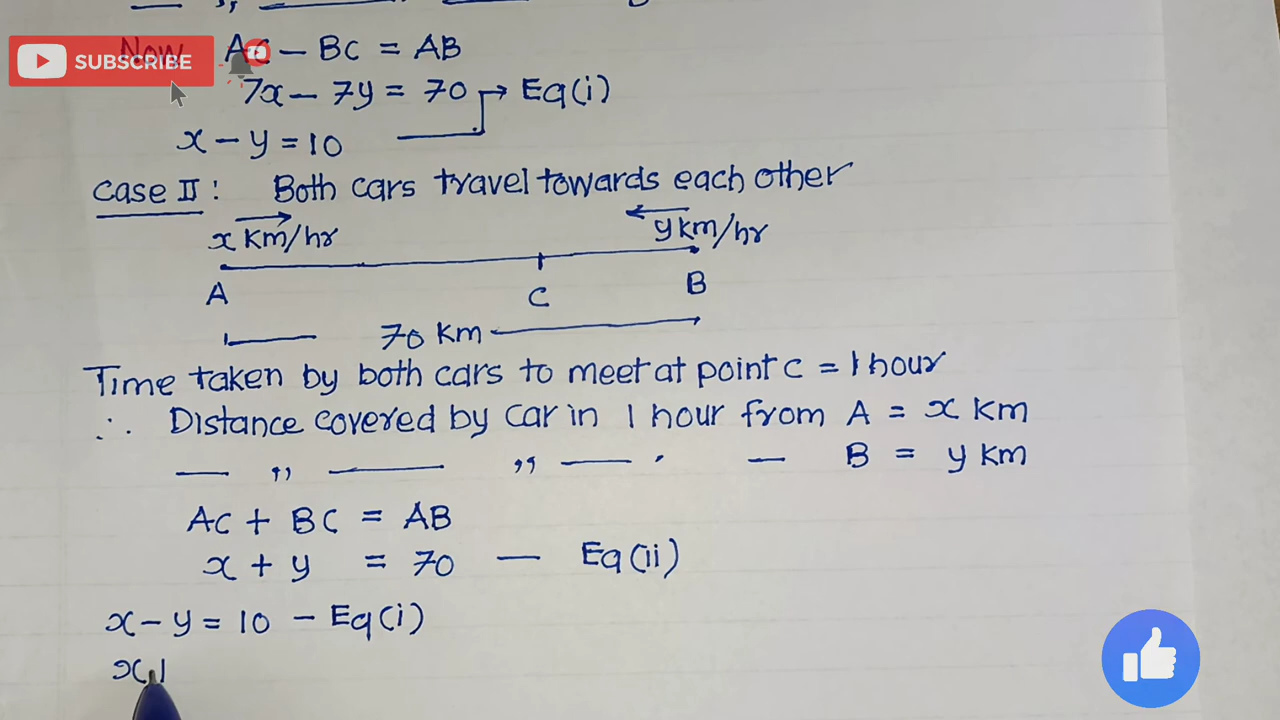 Now AC - BC = AB
SUBSCRIBE
7x - 7y = 70 → Eq(i)
x - y = 10
Case II : Both cars travel towards each other
x Km/hr y km/hr
A C B
70 Km
Time taken by both cars to meet at point C = 1 hour
∴ Distance covered by car in 1 hour from A = x Km
— ,, — ,, — — B = y Km
AC + BC = AB
x + y = 70 — Eq(ii)
x - y = 10 - Eq(i)
x